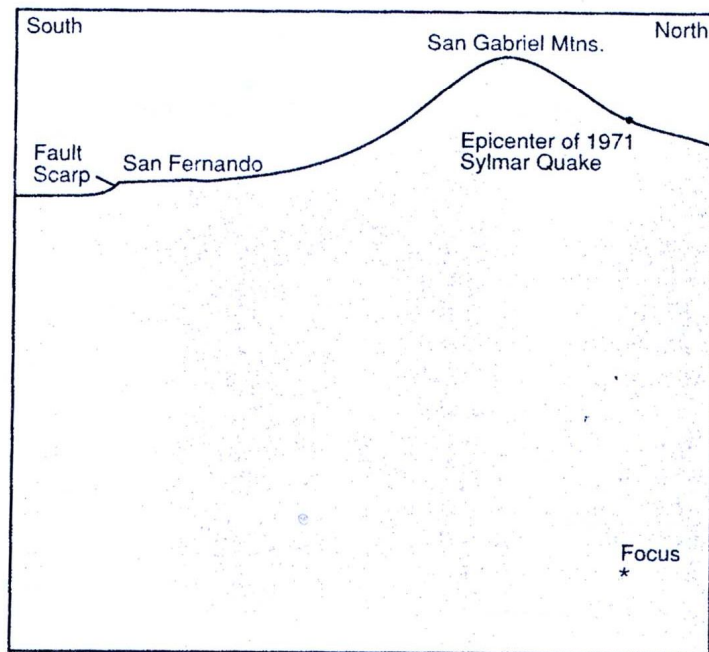 South
North
San Gabriel Mtns.
Epicenter of 1971
Sylmar Quake
Fault
Scarp
San Fernando
Focus
*